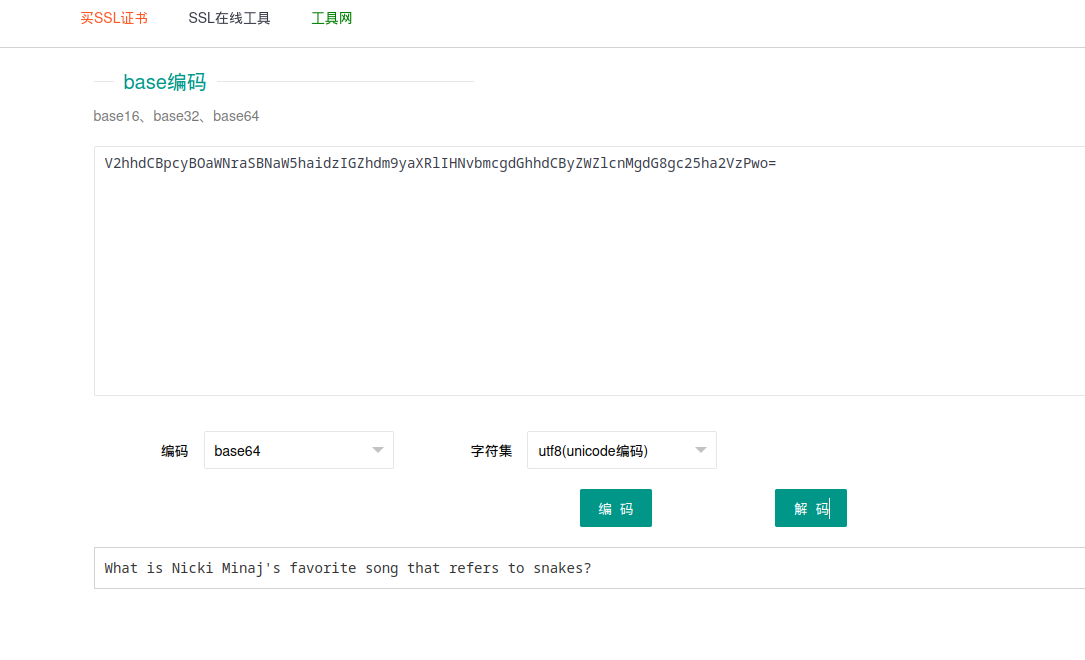 买SSL证书 SSL在线工具 工具网
base编码
base16、base32、base64
V2hhdCBpcyBOaWNraSBNaW5haidzIGZhdm9yaXRlIHNvbmcgdGhhdCByZWZlcnMgdG8gc25ha2VzPwo=
编码 base64 字符集 utf8(unicode编码)
编 码 解 码
What is Nicki Minaj's favorite song that refers to snakes?